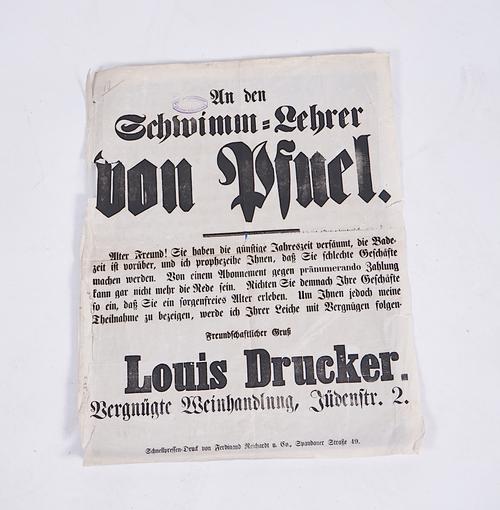 An den
Schwimm-Lehrer
von Pfuel.
Alter Freund! Sie haben die günstige Jahreszeit versäumt, die Bade-
zeit ist vorüber, und ich prophezeihe Ihnen, daß Sie schlechte Geschäfte
machen werden. Von einem Abonnement gegen pränumerando Zahlung
kann gar nicht mehr die Rede sein. Richten Sie demnach Ihre Geschäfte
so ein, daß Sie ein sorgenfreies Alter erleben. Um Ihnen jedoch meine
Theilnahme zu bezeigen, werde ich Ihrer Leiche mit Vergnügen folgen.
Freundschaftlicher Gruß
Louis Drucker.
Vergnügte Weinhandlung, Jüdenstr. 2.
Schnellpressen-Druck von Ferdinand Reichardt u. Co., Spandauer Straße 49.